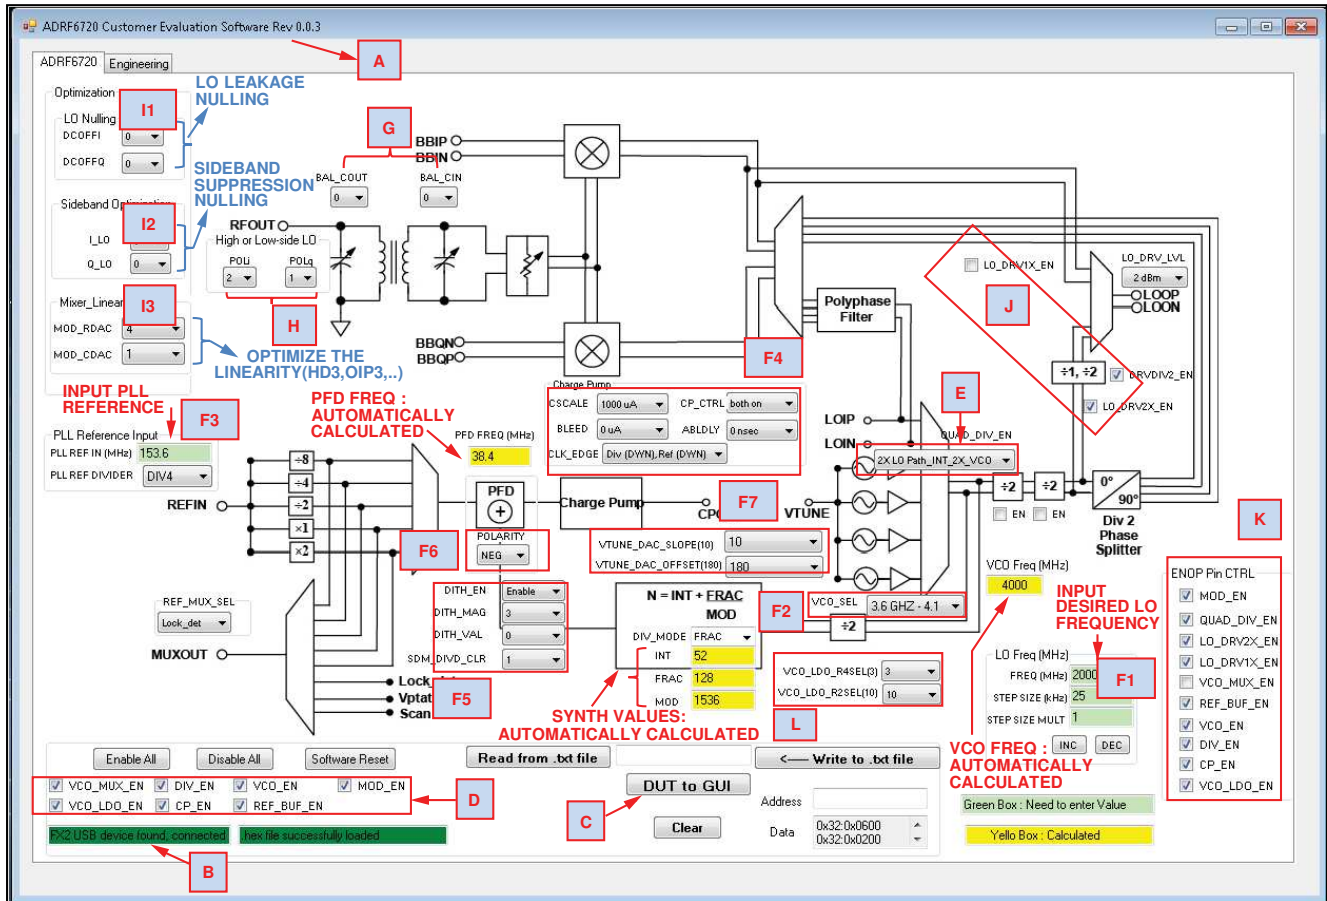 ADRF6720 Customer Evaluation Software Rev 0.0.3
A
ADRF6720
Engineering
Optimization
LO LEAKAGE
NULLING
I1
LO Nulling
DCOFFI
0
DCOFFQ
0
SIDEBAND
SUPPRESSION
NULLING
Sideband Optimization
I2
I_LO
Q_LO
0
Mixer_Linear
I3
MOD_RDAC
4
MOD_CDAC
1
OPTIMIZE THE
LINEARITY(HD3,OIP3,..)
G
BAL_COUT
0
BAL_CIN
0
BBIP
BBIN
RFOUT
High or Low-side LO
POLi
POLq
2
1
H
BBQN
BBQP
F4
Polyphase
Filter
LO_DRV1X_EN
J
LO_DRV_LVL
2 dBm
LOOP
LOON
÷1, ÷2
DRVDIV2_EN
LO_DRV2X_EN
INPUT PLL
REFERENCE
F3
PLL Reference Input
PLL REF IN (MHz)
153.6
PLL REF DIVIDER
DIV4
PFD FREQ :
AUTOMATICALLY
CALCULATED
PFD FREQ (MHz)
38.4
Charge Pump
CSCALE
1000 uA
CP_CTRL
both on
BLEED
0 uA
ABLDLY
0 nsec
CLK_EDGE
Div (DWN),Ref (DWN)
LOIP
LOIN
E
QUAD_DIV_EN
2X LO Path_INT_2X_VCO
REFIN
÷8
÷4
÷2
×1
×2
PFD
+
Charge Pump
F7
VTUNE
÷2
÷2
EN
EN
0°
90°
Div 2
Phase
Splitter
F6
POLARITY
NEG
VTUNE_DAC_SLOPE(10)
10
VTUNE_DAC_OFFSET(180)
180
K
VCO Freq (MHz)
4000
REF_MUX_SEL
Lock_det
MUXOUT
DITH_EN
Enable
DITH_MAG
3
DITH_VAL
0
SDM_DIVD_CLR
1
F5
Vptat
Scan
N = INT + FRAC
MOD
F2
DIV_MODE
FRAC
INT
52
FRAC
128
MOD
1536
SYNTH VALUES:
AUTOMATICALLY CALCULATED
VCO_SEL
3.6 GHZ - 4.1
÷2
VCO_LDO_R4SEL(3)
3
VCO_LDO_R2SEL(10)
10
L
INPUT
DESIRED LO
FREQUENCY
LO Freq (MHz)
FREQ (MHz)
2000
F1
STEP SIZE (kHz)
25
STEP SIZE MULT
1
INC
DEC
VCO FREQ :
AUTOMATICALLY
CALCULATED
ENOP Pin CTRL
MOD_EN
QUAD_DIV_EN
LO_DRV2X_EN
LO_DRV1X_EN
VCO_MUX_EN
REF_BUF_EN
VCO_EN
DIV_EN
CP_EN
VCO_LDO_EN
Enable All
Disable All
Software Reset
Read from .txt file
<---- Write to .txt file
VCO_MUX_EN
DIV_EN
VCO_EN
MOD_EN
VCO_LDO_EN
CP_EN
REF_BUF_EN
D
C
DUT to GUI
Clear
Address
Data
0x32:0x0600
0x32:0x0200
FX2 USB device found, connected
.hex file successfully loaded
B
Green Box : Need to enter Value
Yello Box : Calculated